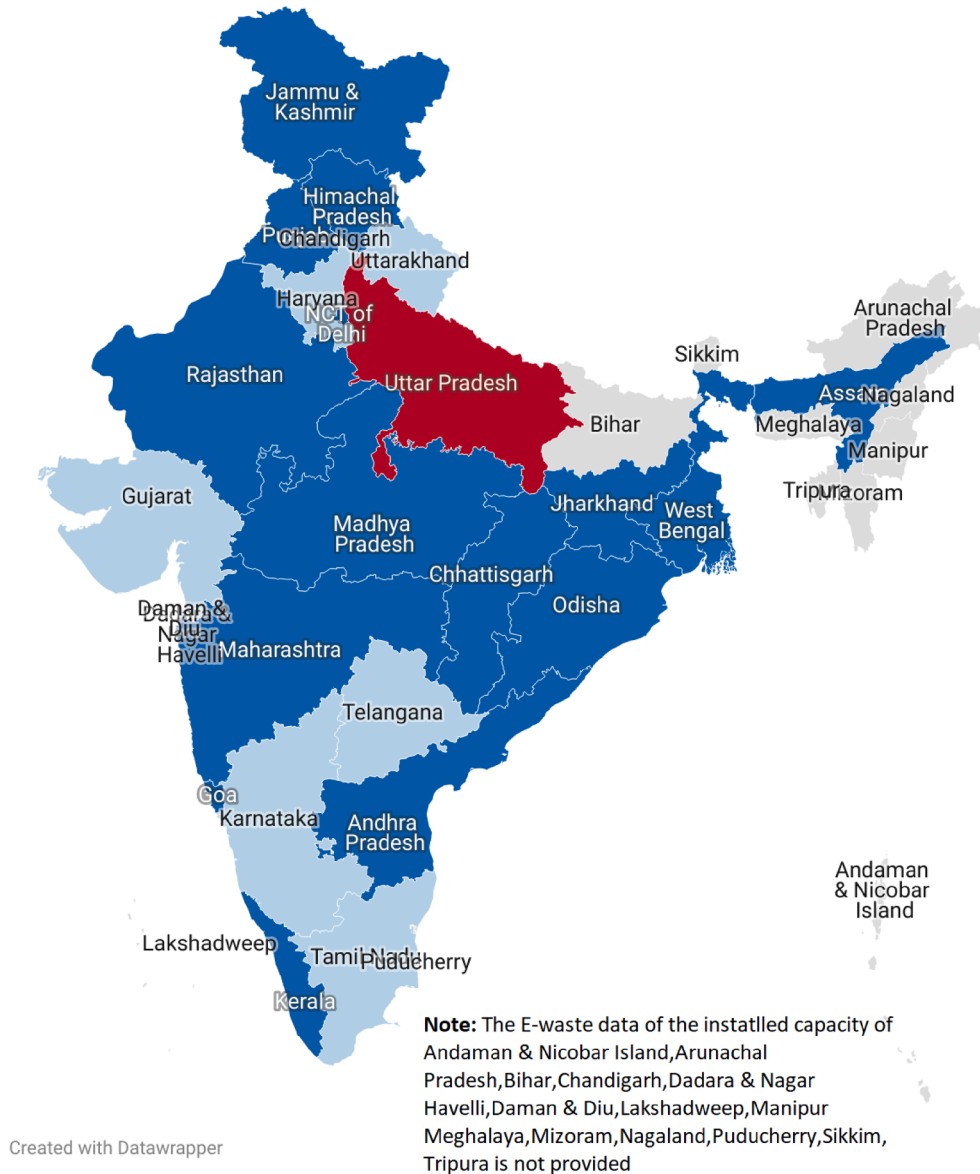 Jammu &
Kashmir
Himachal
Pradesh
Punjab
Chandigarh
Uttarakhand
Haryana
NCT of
Delhi
Rajasthan
Uttar Pradesh
Arunachal
Pradesh
Sikkim
Assam
Nagaland
Bihar
Meghalaya
Manipur
Tripura
Mizoram
Gujarat
Jharkhand
West
Bengal
Madhya
Pradesh
Chhattisgarh
Odisha
Daman &
Diu
Dadara &
Nagar
Havelli
Maharashtra
Telangana
Goa
Karnataka
Andhra
Pradesh
Andaman
& Nicobar
Island
Lakshadweep
Tamil Nadu
Puducherry
Kerala
Note: The E-waste data of the instatlled capacity of
Andaman & Nicobar Island,Arunachal
Pradesh,Bihar,Chandigarh,Dadara & Nagar
Havelli,Daman & Diu,Lakshadweep,Manipur
Meghalaya,Mizoram,Nagaland,Puducherry,Sikkim,
Tripura is not provided
Created with Datawrapper